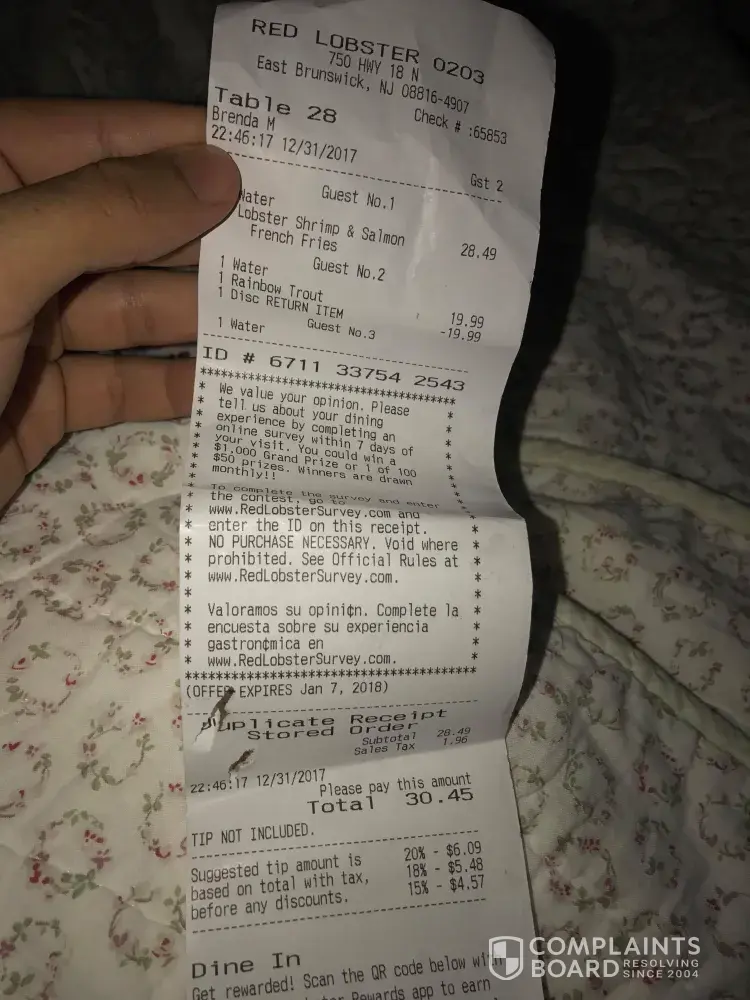 RED LOBSTER 0203
750 HWY 18 N
East Brunswick, NJ 08816-4907
Table 28 Check # :65853
Brenda M
22:46:17 12/31/2017
Gst 2
Guest No.1
Water
Lobster Shrimp & Salmon 28.49
French Fries
Guest No.2
1 Water
1 Rainbow Trout 19.99
1 Disc RETURN ITEM -19.99
Guest No.3
1 Water
ID # 6711 33754 2543
****************************************
* We value your opinion. Please *
* tell us about your dining *
* experience by completing an *
* online survey within 7 days of *
* your visit. You could win a *
* $1,000 Grand Prize or 1 of 100 *
* $50 prizes. Winners are drawn *
* monthly!! *
* To complete the survey and enter *
* the contest, go to *
* www.RedLobsterSurvey.com and *
* enter the ID on this receipt. *
* NO PURCHASE NECESSARY. Void where *
* prohibited. See Official Rules at *
* www.RedLobsterSurvey.com. *
* Valoramos su opini¢n. Complete la *
* encuesta sobre su experiencia *
* gastron¢mica en *
* www.RedLobsterSurvey.com. *
****************************************
(OFFER EXPIRES Jan 7, 2018)
Duplicate Receipt
Stored Order
Subtotal 28.49
Sales Tax 1.96
22:46:17 12/31/2017
Please pay this amount
Total 30.45
TIP NOT INCLUDED.
Suggested tip amount is 20% - $6.09
based on total with tax, 18% - $5.48
before any discounts. 15% - $4.57
Dine In
Get rewarded! Scan the QR code below with
Rewards app to earn
COMPLAINTS
BOARD RESOLVING
SINCE 2004